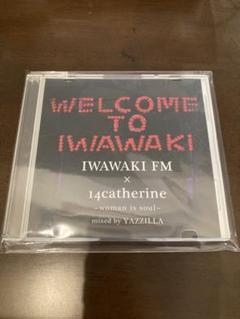 WELCOME
TO
IWAWAKI
IWAWAKI FM
×
14catherine
~woman is soul~
mixed by YAZZILLA